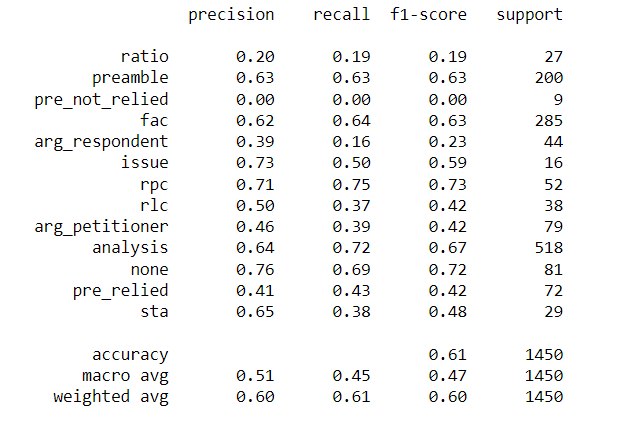 precision recall f1-score support
ratio 0.20 0.19 0.19 27
preamble 0.63 0.63 0.63 200
pre_not_relied 0.00 0.00 0.00 9
fac 0.62 0.64 0.63 285
arg_respondent 0.39 0.16 0.23 44
issue 0.73 0.50 0.59 16
rpc 0.71 0.75 0.73 52
rlc 0.50 0.37 0.42 38
arg_petitioner 0.46 0.39 0.42 79
analysis 0.64 0.72 0.67 518
none 0.76 0.69 0.72 81
pre_relied 0.41 0.43 0.42 72
sta 0.65 0.38 0.48 29
accuracy 0.61 1450
macro avg 0.51 0.45 0.47 1450
weighted avg 0.60 0.61 0.60 1450